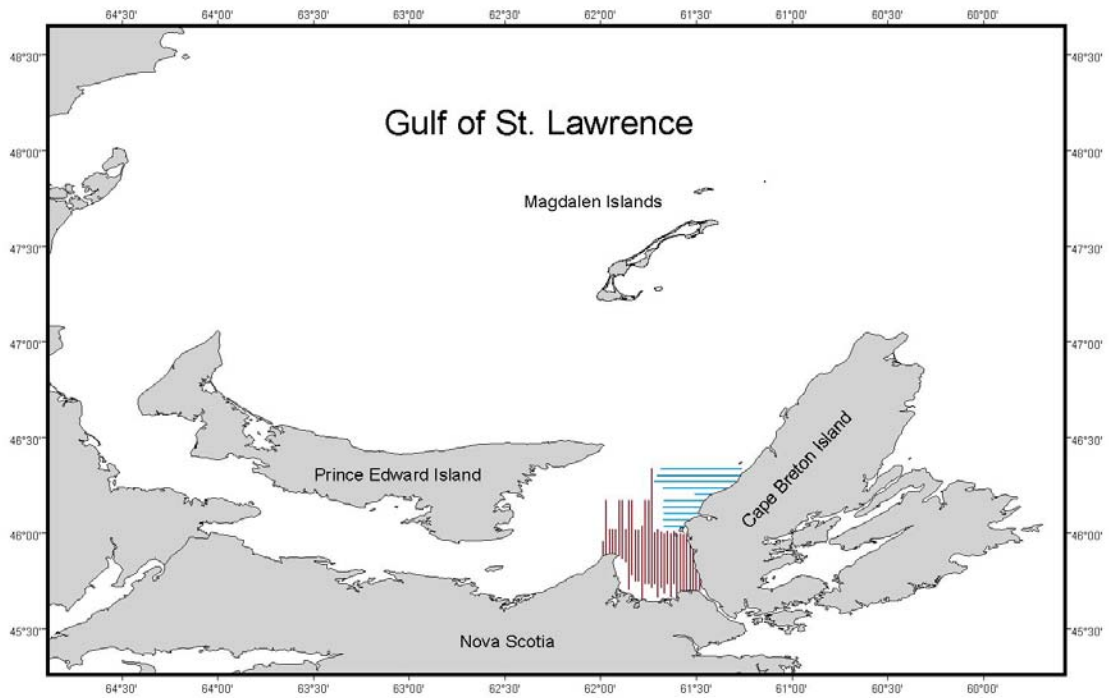 64°30' 64°00' 63°30' 63°00' 62°30' 62°00' 61°30' 61°00' 60°30' 60°00'
48°30' 48°30'
Gulf of St. Lawrence
48°00' 48°00'
Magdalen Islands
47°30' 47°30'
47°00' 47°00'
46°30' 46°30'
Cape Breton Island
Prince Edward Island
46°00' 46°00'
45°30' 45°30'
Nova Scotia
64°30' 64°00' 63°30' 63°00' 62°30' 62°00' 61°30' 61°00' 60°30' 60°00'